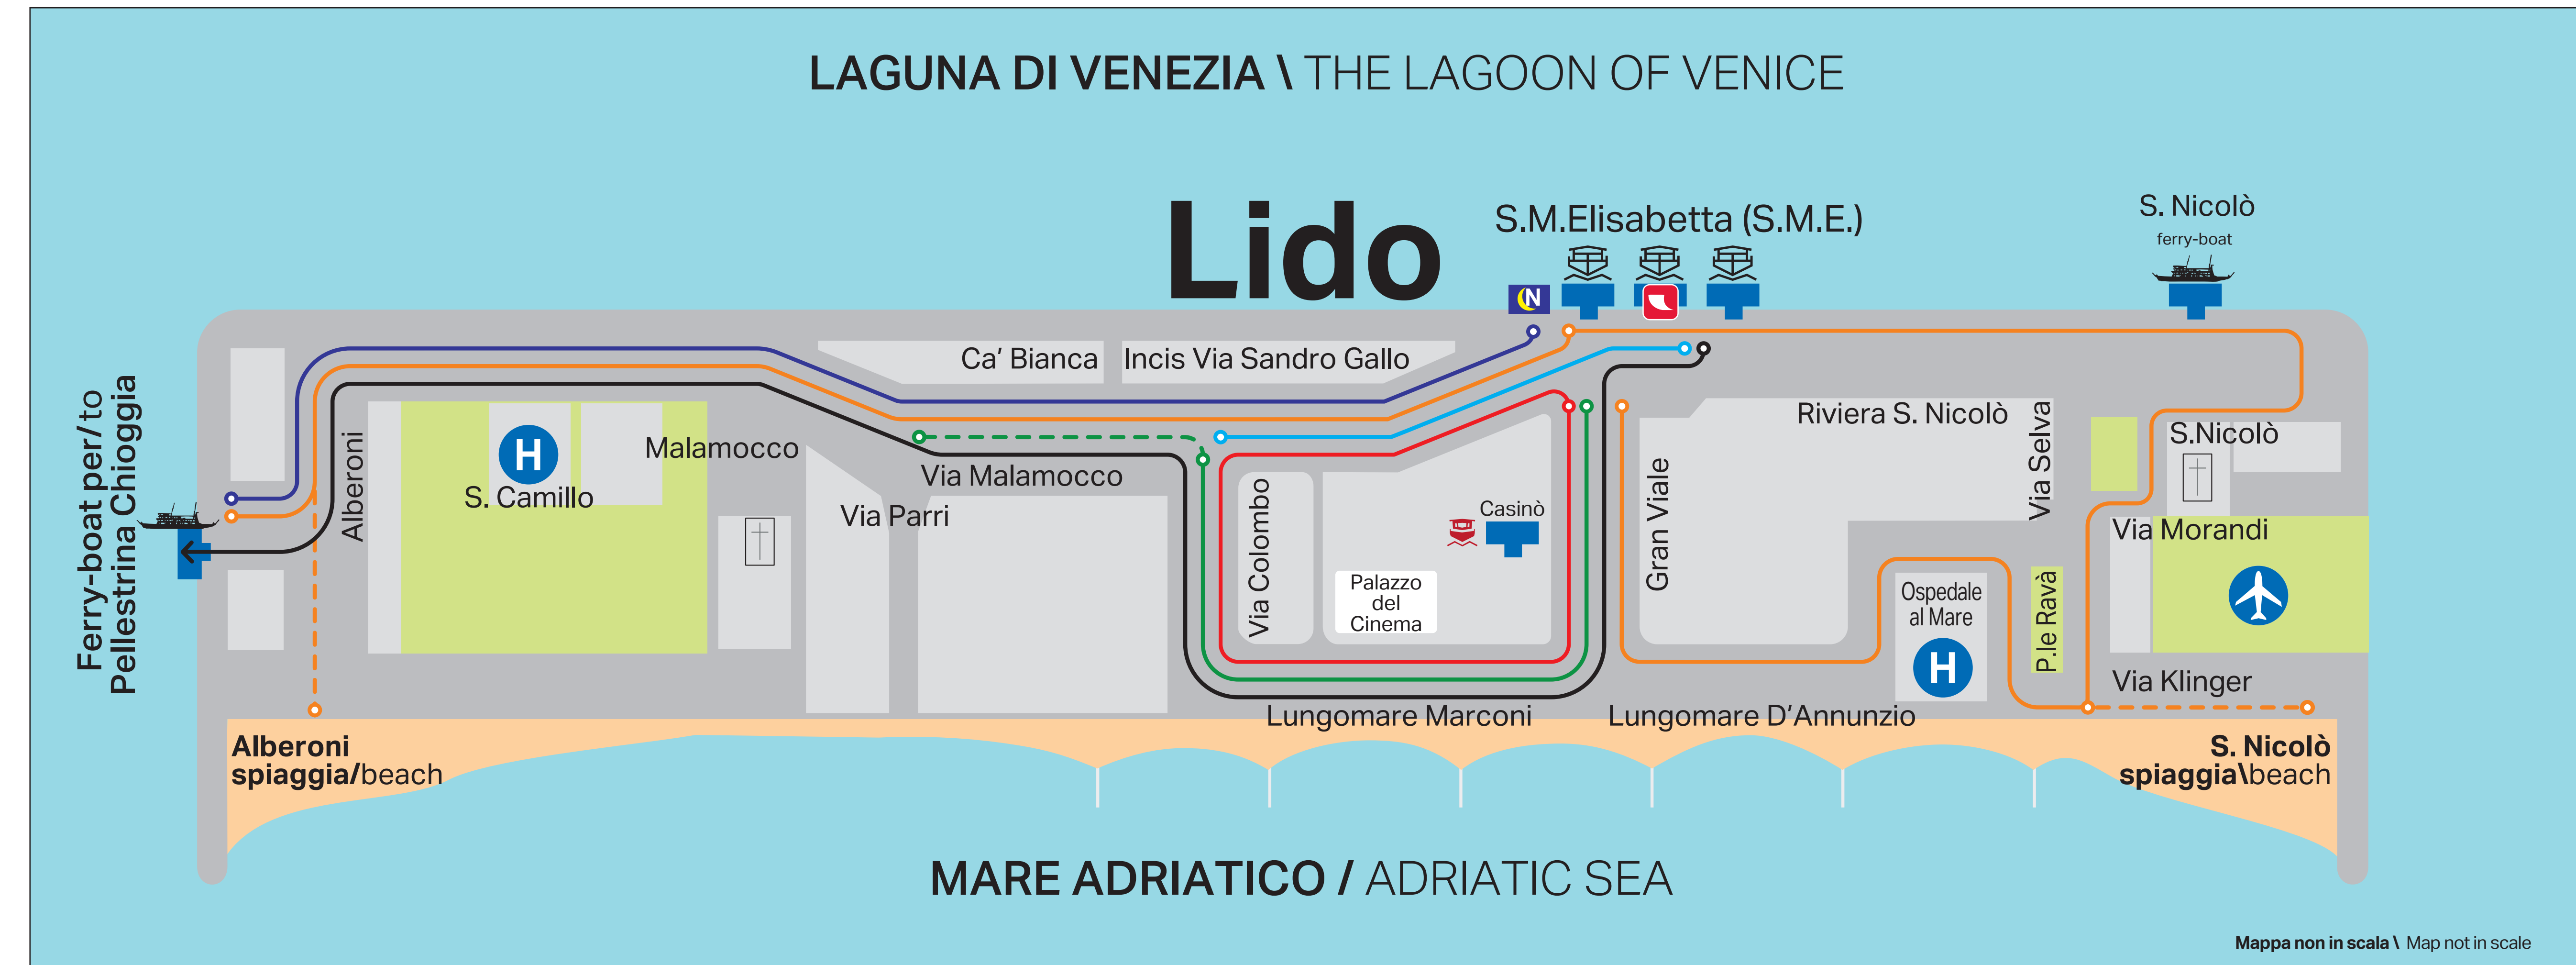 LAGUNA DI VENEZIA \ THE LAGOON OF VENICE
Lido
S.M.Elisabetta (S.M.E.)
S. Nicolò
ferry-boat
N
Ca' Bianca
Incis Via Sandro Gallo
Ferry-boat per/to
Pellestrina Chioggia
Alberoni
H
S. Camillo
Malamocco
Via Malamocco
Via Parri
Via Colombo
Casinò
Palazzo
del
Cinema
Gran Viale
Riviera S. Nicolò
Via Selva
S.Nicolò
Via Morandi
Ospedale
al Mare
H
P.le Ravà
Via Klinger
Lungomare Marconi
Lungomare D'Annunzio
Alberoni
spiaggia/beach
S. Nicolò
spiaggia\beach
MARE ADRIATICO / ADRIATIC SEA
Mappa non in scala \ Map not in scale